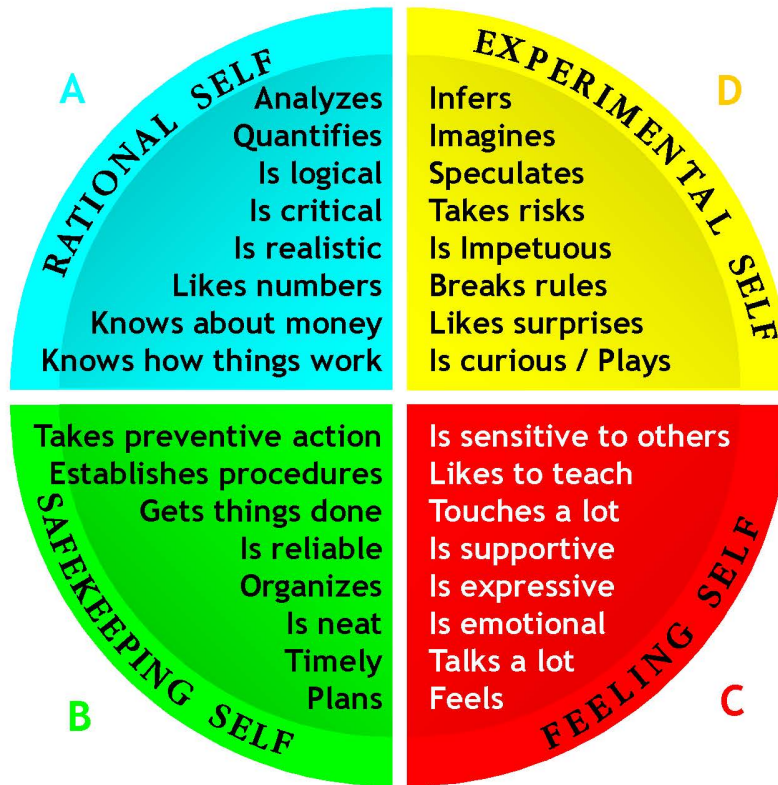 A
RATIONAL SELF
Analyzes
Quantifies
Is logical
Is critical
Is realistic
Likes numbers
Knows about money
Knows how things work
D
EXPERIMENTAL SELF
Infers
Imagines
Speculates
Takes risks
Is Impetuous
Breaks rules
Likes surprises
Is curious / Plays
B
SAFEKEEPING SELF
Takes preventive action
Establishes procedures
Gets things done
Is reliable
Organizes
Is neat
Timely
Plans
C
FEELING SELF
Is sensitive to others
Likes to teach
Touches a lot
Is supportive
Is expressive
Is emotional
Talks a lot
Feels